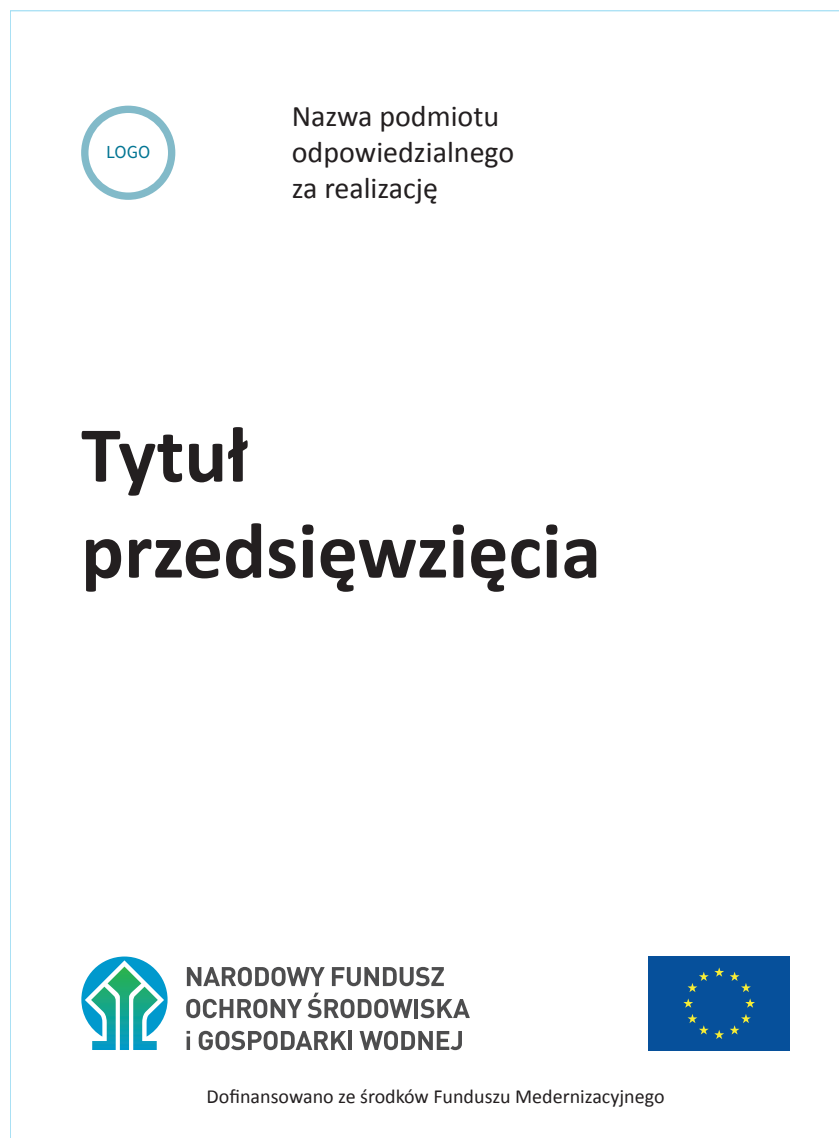 LOGO
Nazwa podmiotu
odpowiedzialnego
za realizację
Tytuł
przedsięwzięcia
NARODOWY FUNDUSZ
OCHRONY ŚRODOWISKA
i GOSPODARKI WODNEJ
Dofinansowano ze środków Funduszu Medernizacyjnego